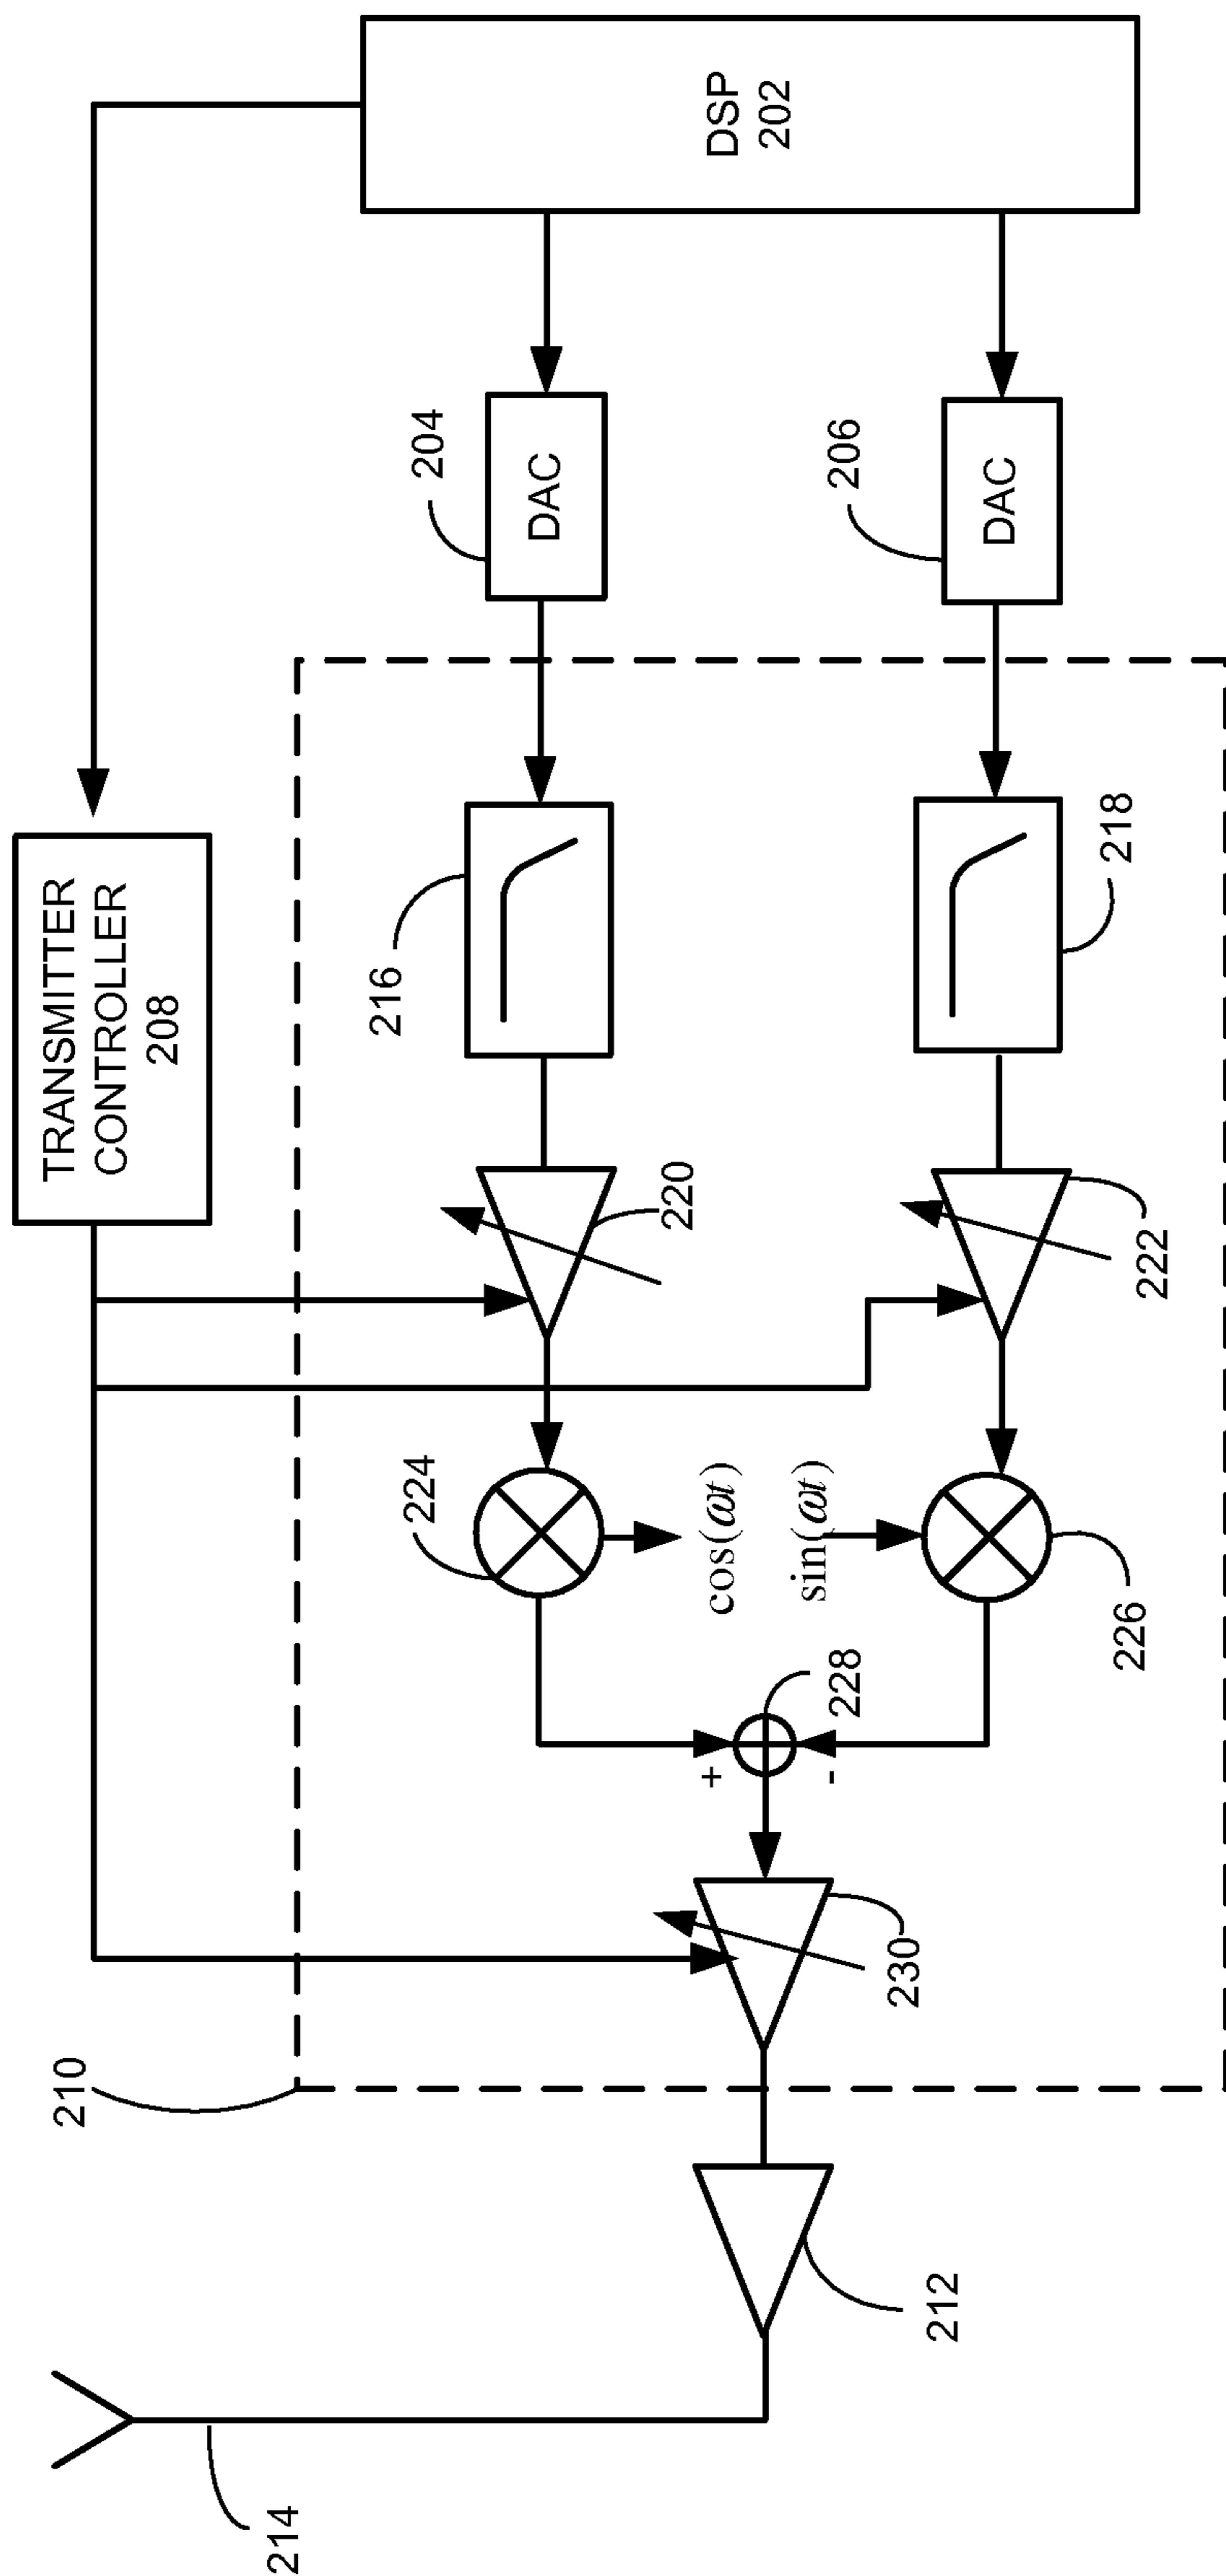 214
212
210
230
228
+
-
224
226
cos(ωt)
sin(ωt)
220
222
TRANSMITTER
CONTROLLER
208
216
218
204
DAC
206
DAC
DSP
202